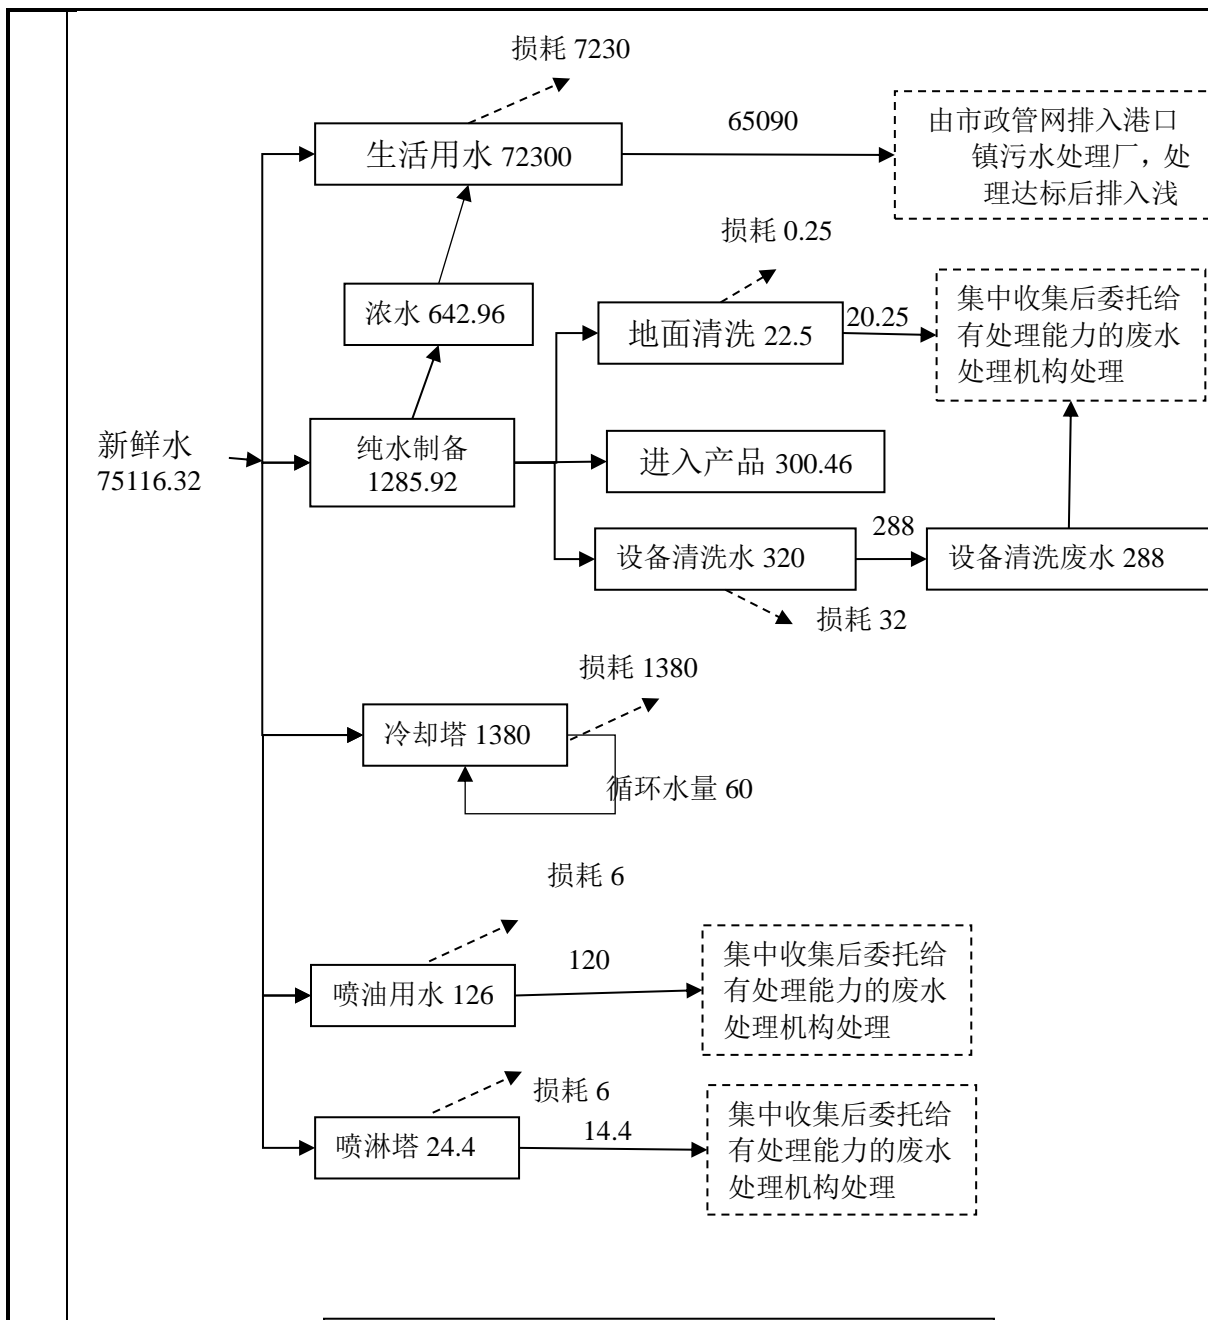 损耗 7230
65090
生活用水 72300
由市政管网排入港口
镇污水处理厂，处
理达标后排入浅
损耗 0.25
浓水 642.96
地面清洗 22.5
20.25
集中收集后委托给
有处理能力的废水
处理机构处理
新鲜水
75116.32
纯水制备
1285.92
进入产品 300.46
设备清洗水 320
288
设备清洗废水 288
损耗 32
损耗 1380
冷却塔 1380
循环水量 60
损耗 6
喷油用水 126
120
集中收集后委托给
有处理能力的废水
处理机构处理
损耗 6
喷淋塔 24.4
14.4
集中收集后委托给
有处理能力的废水
处理机构处理